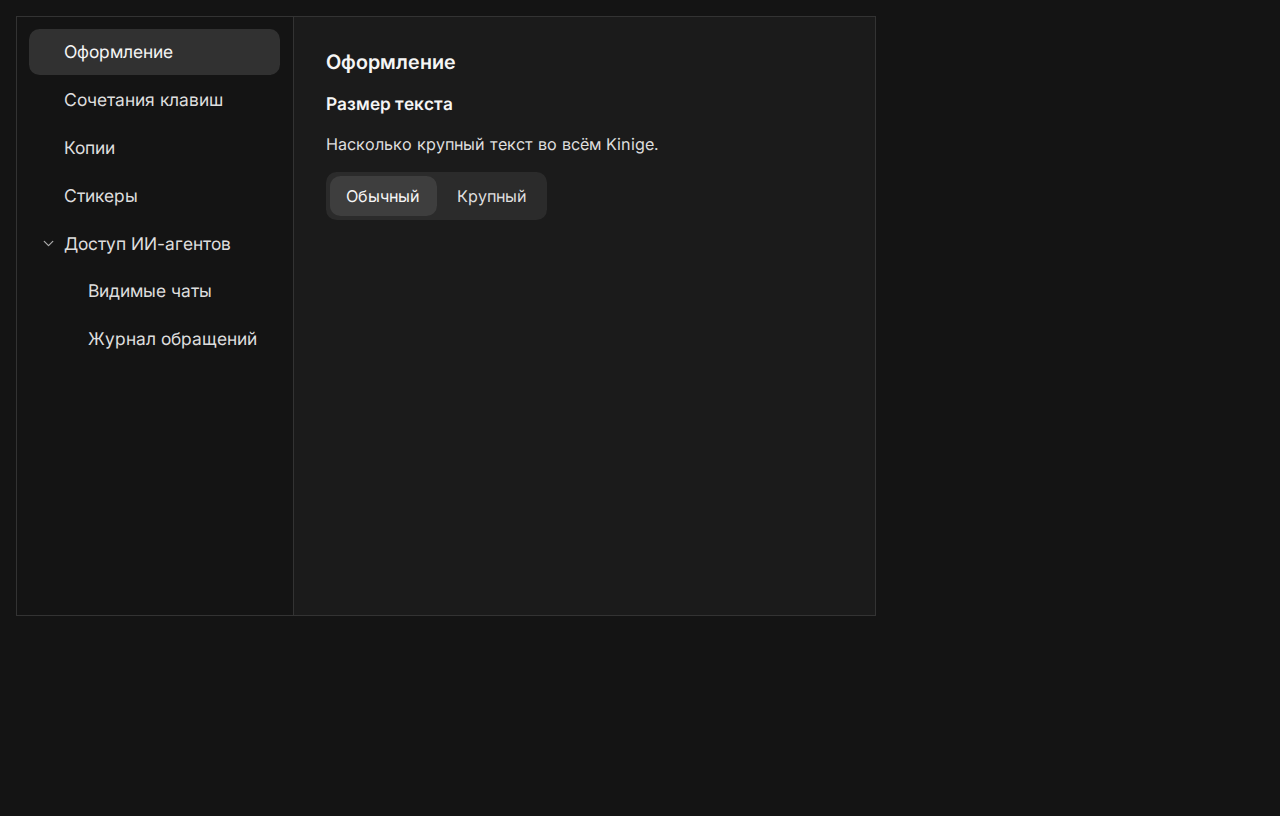 Оформление
Сочетания клавиш
Копии
Стикеры
Доступ ИИ-агентов
Видимые чаты
Журнал обращений
Оформление
Размер текста
Насколько крупный текст во всём Kinige.
Обычный Крупный